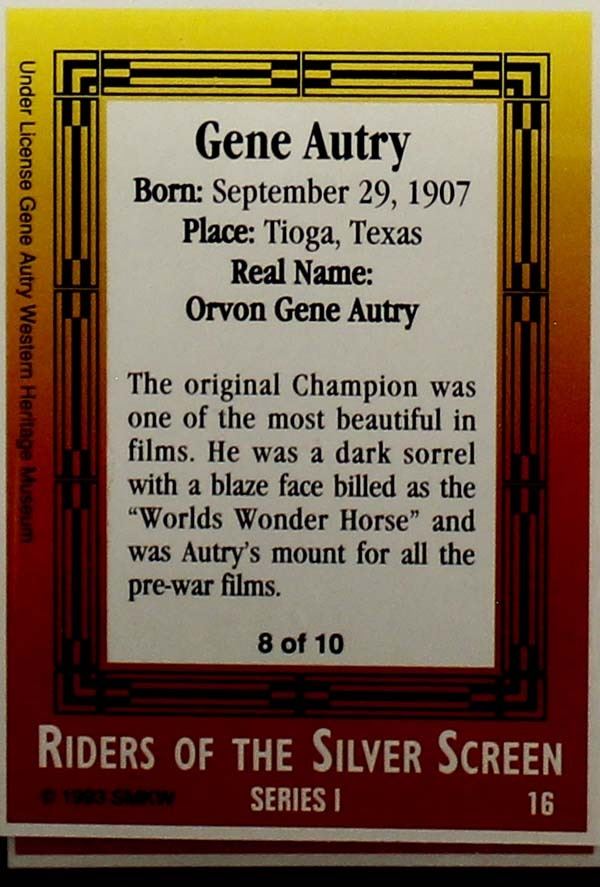 Under License Gene Autry Western Heritage Museum
Gene Autry
Born: September 29, 1907
Place: Tioga, Texas
Real Name:
Orvon Gene Autry
The original Champion was
one of the most beautiful in
films. He was a dark sorrel
with a blaze face billed as the
“Worlds Wonder Horse” and
was Autry’s mount for all the
pre-war films.
8 of 10
RIDERS OF THE SILVER SCREEN
© 1993 SMKW
SERIES I
16